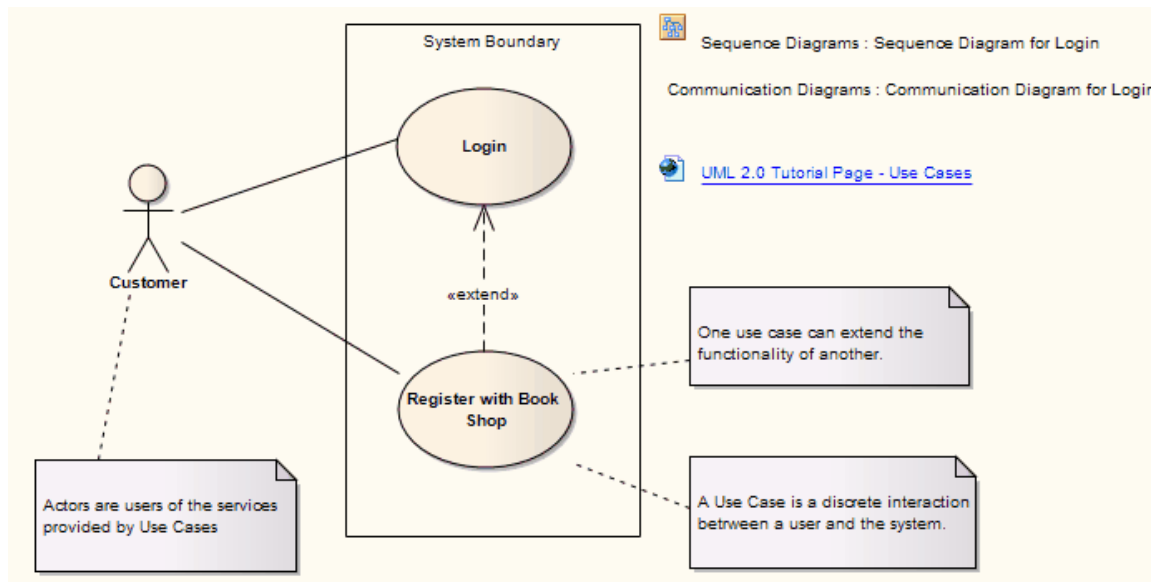 System Boundary
Sequence Diagrams : Sequence Diagram for Login
Communication Diagrams : Communication Diagram for Login
Login
UML 2.0 Tutorial Page - Use Cases
Customer
«extend»
One use case can extend the
functionality of another.
Register with Book
Shop
Actors are users of the services
provided by Use Cases
A Use Case is a discrete interaction
betrween a user and the system.